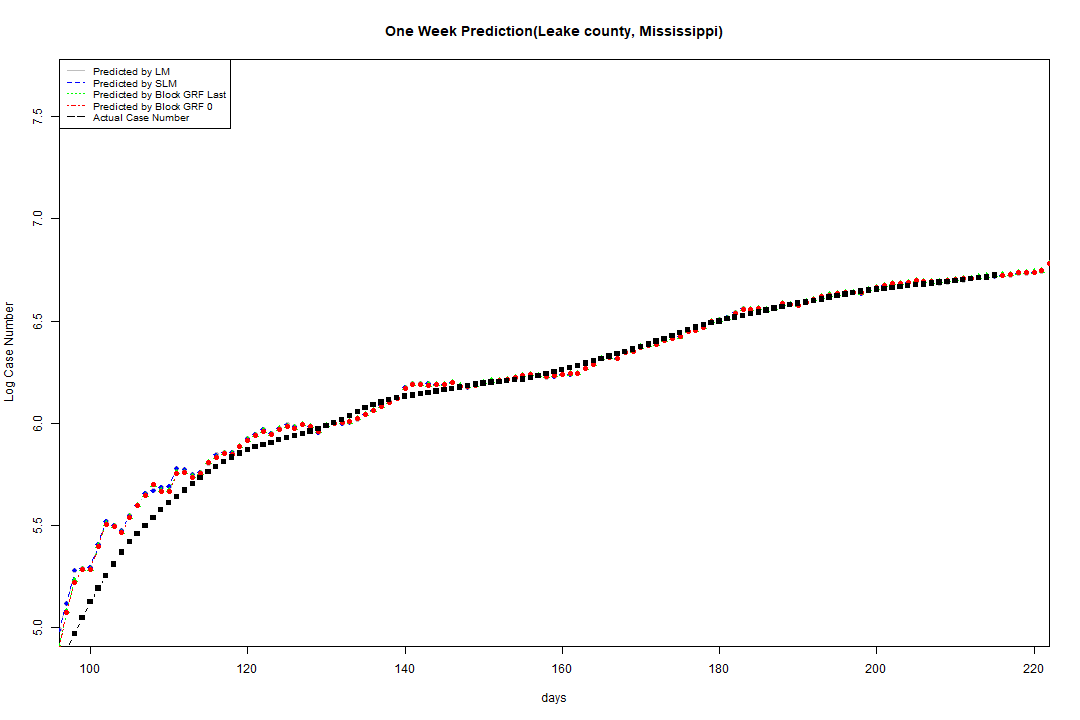 One Week Prediction(Leake county, Mississippi)
Predicted by LM
Predicted by SLM
Predicted by Block GRF Last
Predicted by Block GRF 0
Actual Case Number
7.5
7.0
6.5
6.0
5.5
5.0
Log Case Number
100 120 140 160 180 200 220
days